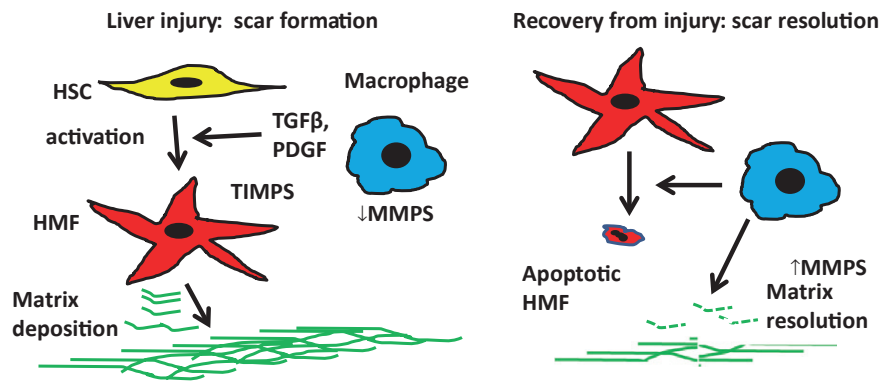 Liver injury: scar formation
HSC
Macrophage
activation
TGFβ,
PDGF
TIMPS
HMF
↓MMPS
Matrix
deposition
Recovery from injury: scar resolution
Apoptotic
HMF
↑MMPS
Matrix
resolution